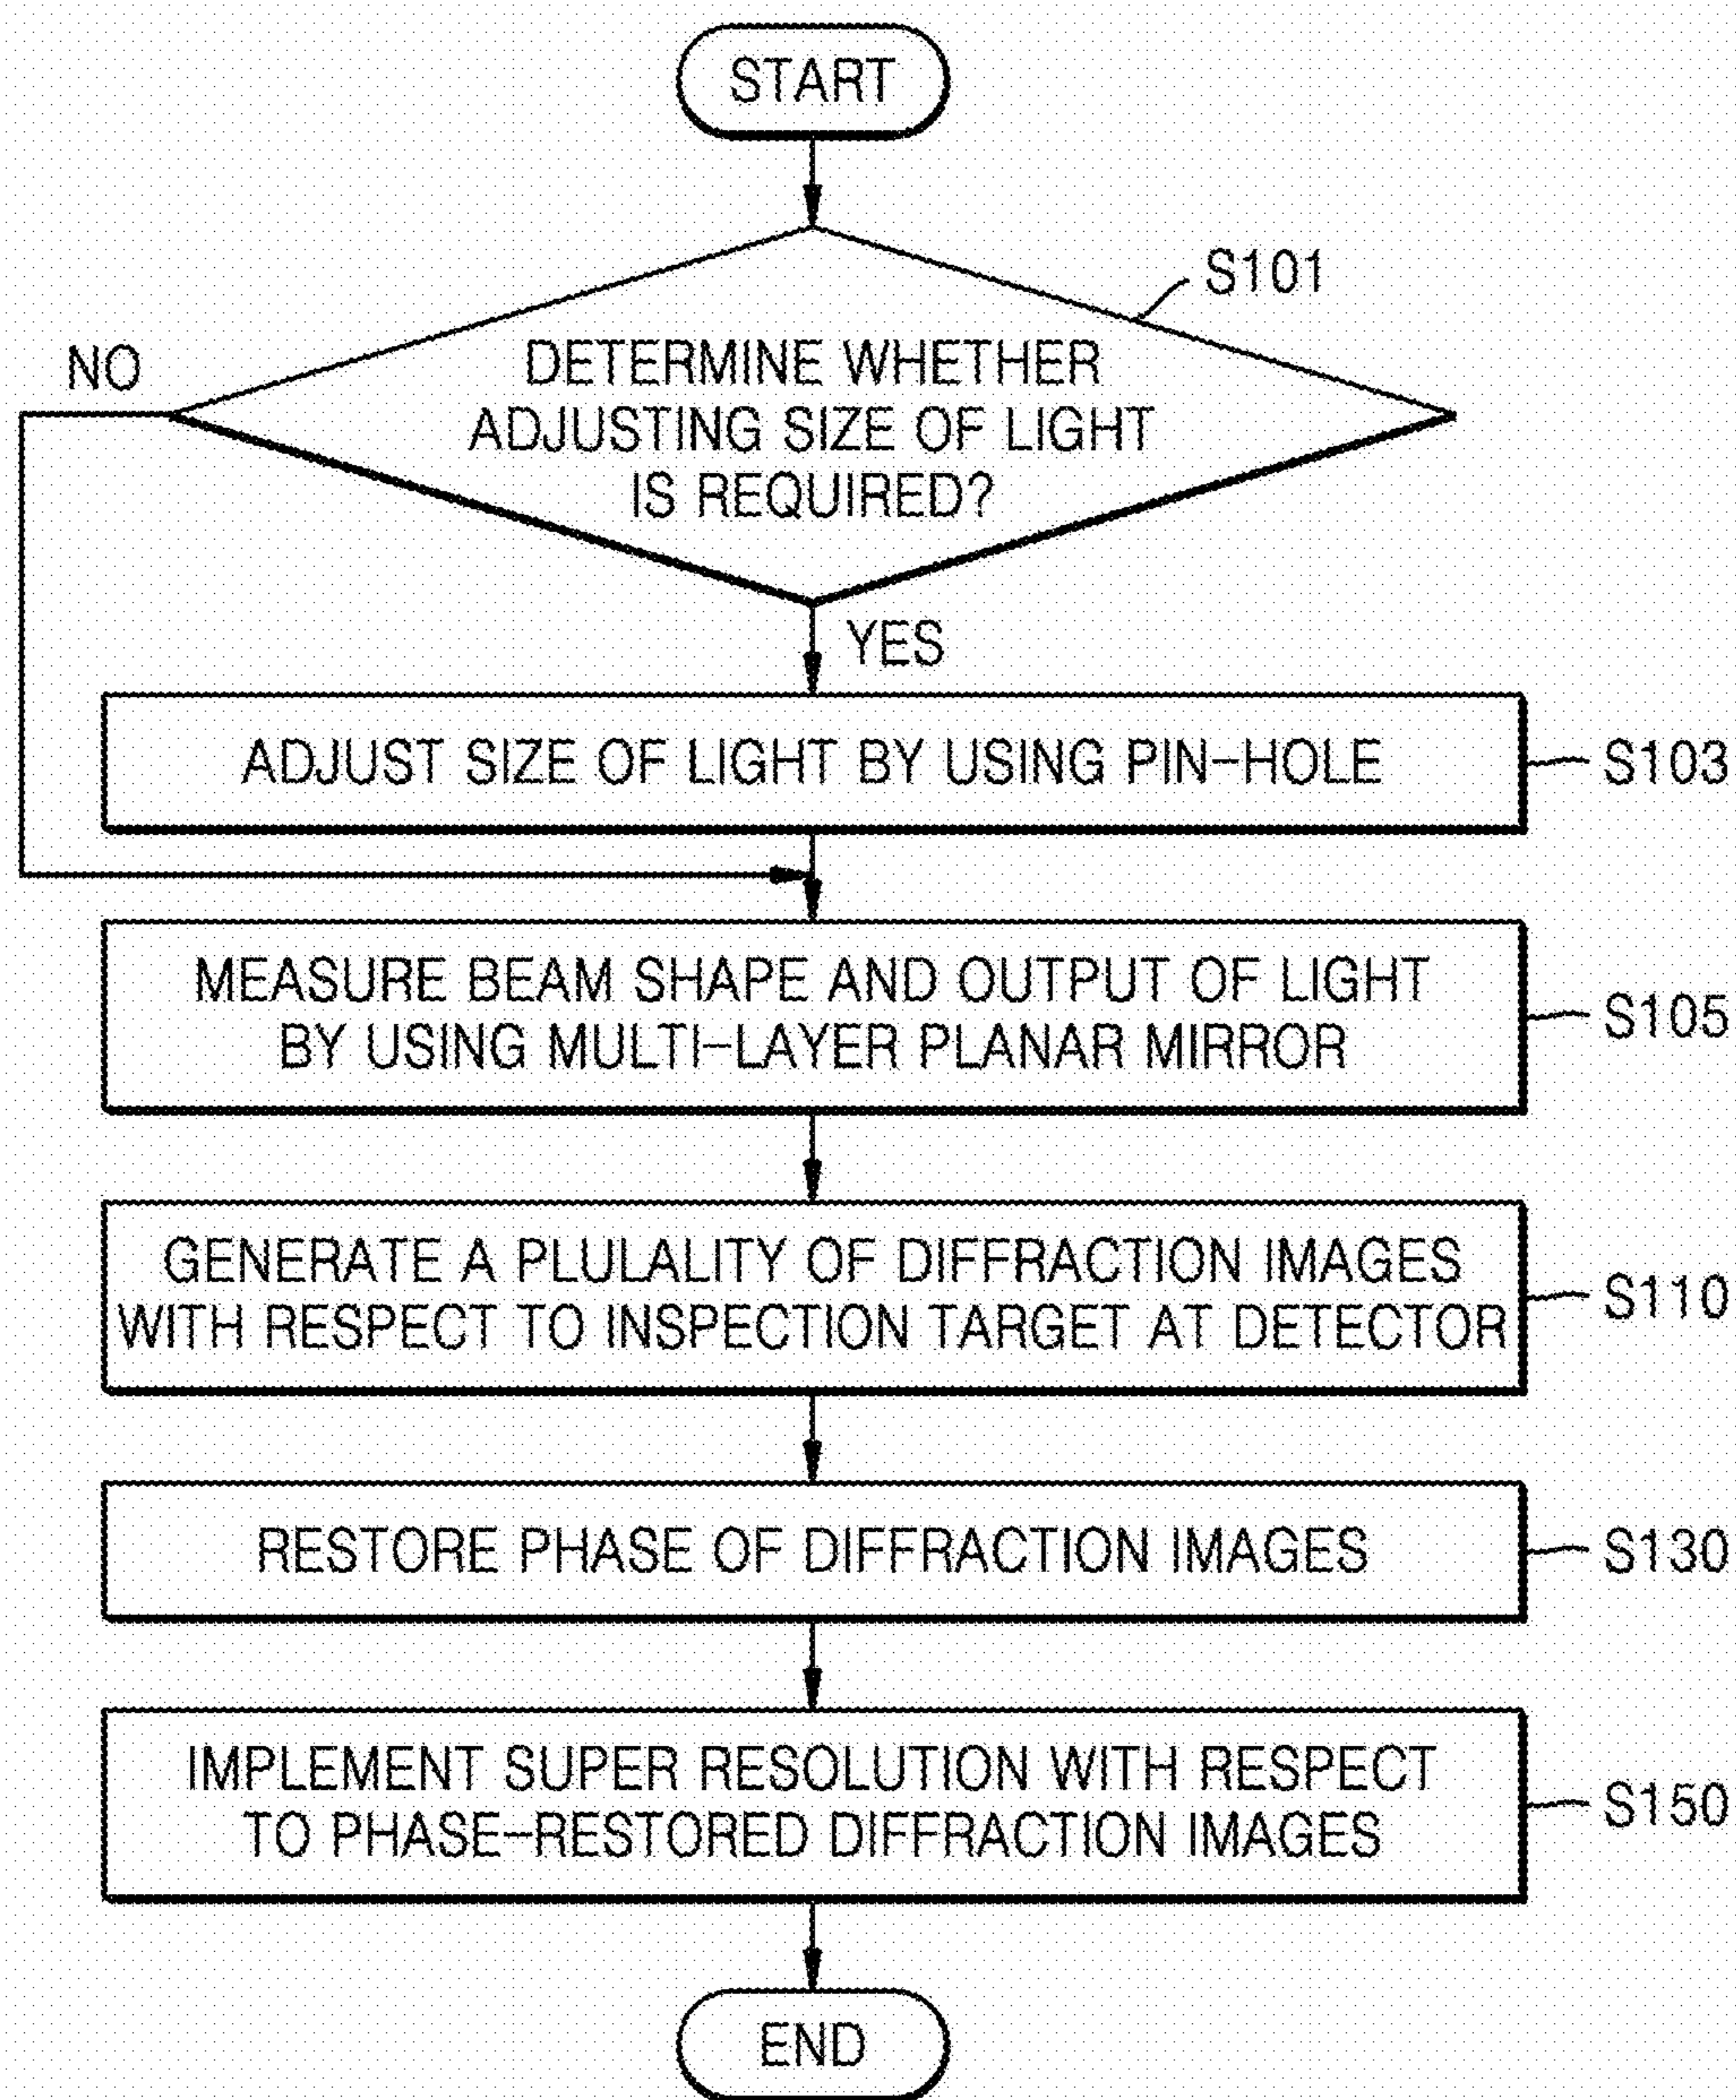 START
S101
NO
DETERMINE WHETHER
ADJUSTING SIZE OF LIGHT
IS REQUIRED?
YES
ADJUST SIZE OF LIGHT BY USING PIN-HOLE
S103
MEASURE BEAM SHAPE AND OUTPUT OF LIGHT
BY USING MULTI-LAYER PLANAR MIRROR
S105
GENERATE A PLULALITY OF DIFFRACTION IMAGES
WITH RESPECT TO INSPECTION TARGET AT DETECTOR
S110
RESTORE PHASE OF DIFFRACTION IMAGES
S130
IMPLEMENT SUPER RESOLUTION WITH RESPECT
TO PHASE-RESTORED DIFFRACTION IMAGES
S150
END